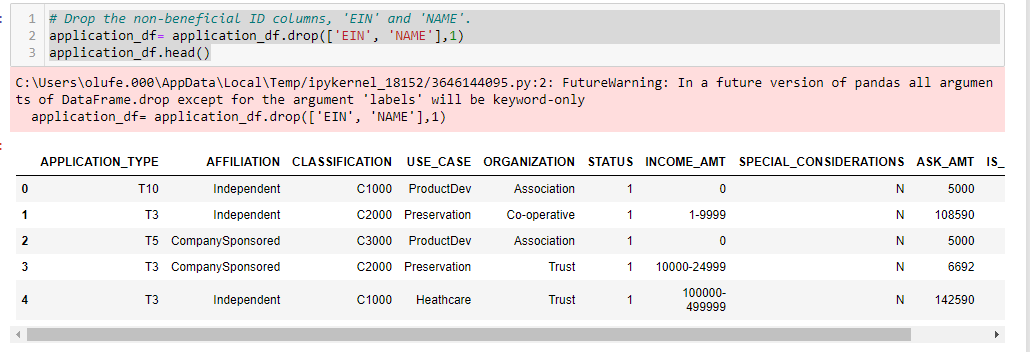 1 # Drop the non-beneficial ID columns, 'EIN' and 'NAME'.
2 application_df= application_df.drop(['EIN', 'NAME'],1)
3 application_df.head()
C:\Users\olufe.000\AppData\Local\Temp/ipykernel_18152/3646144095.py:2: FutureWarning: In a future version of pandas all argumen
ts of DataFrame.drop except for the argument 'labels' will be keyword-only
application_df= application_df.drop(['EIN', 'NAME'],1)
APPLICATION_TYPE AFFILIATION CLASSIFICATION USE_CASE ORGANIZATION STATUS INCOME_AMT SPECIAL_CONSIDERATIONS ASK_AMT IS_
0 T10 Independent C1000 ProductDev Association 1 0 N 5000
1 T3 Independent C2000 Preservation Co-operative 1 1-9999 N 108590
2 T5 CompanySponsored C3000 ProductDev Association 1 0 N 5000
3 T3 CompanySponsored C2000 Preservation Trust 1 10000-24999 N 6692
4 T3 Independent C1000 Heathcare Trust 1 100000-
499999 N 142590